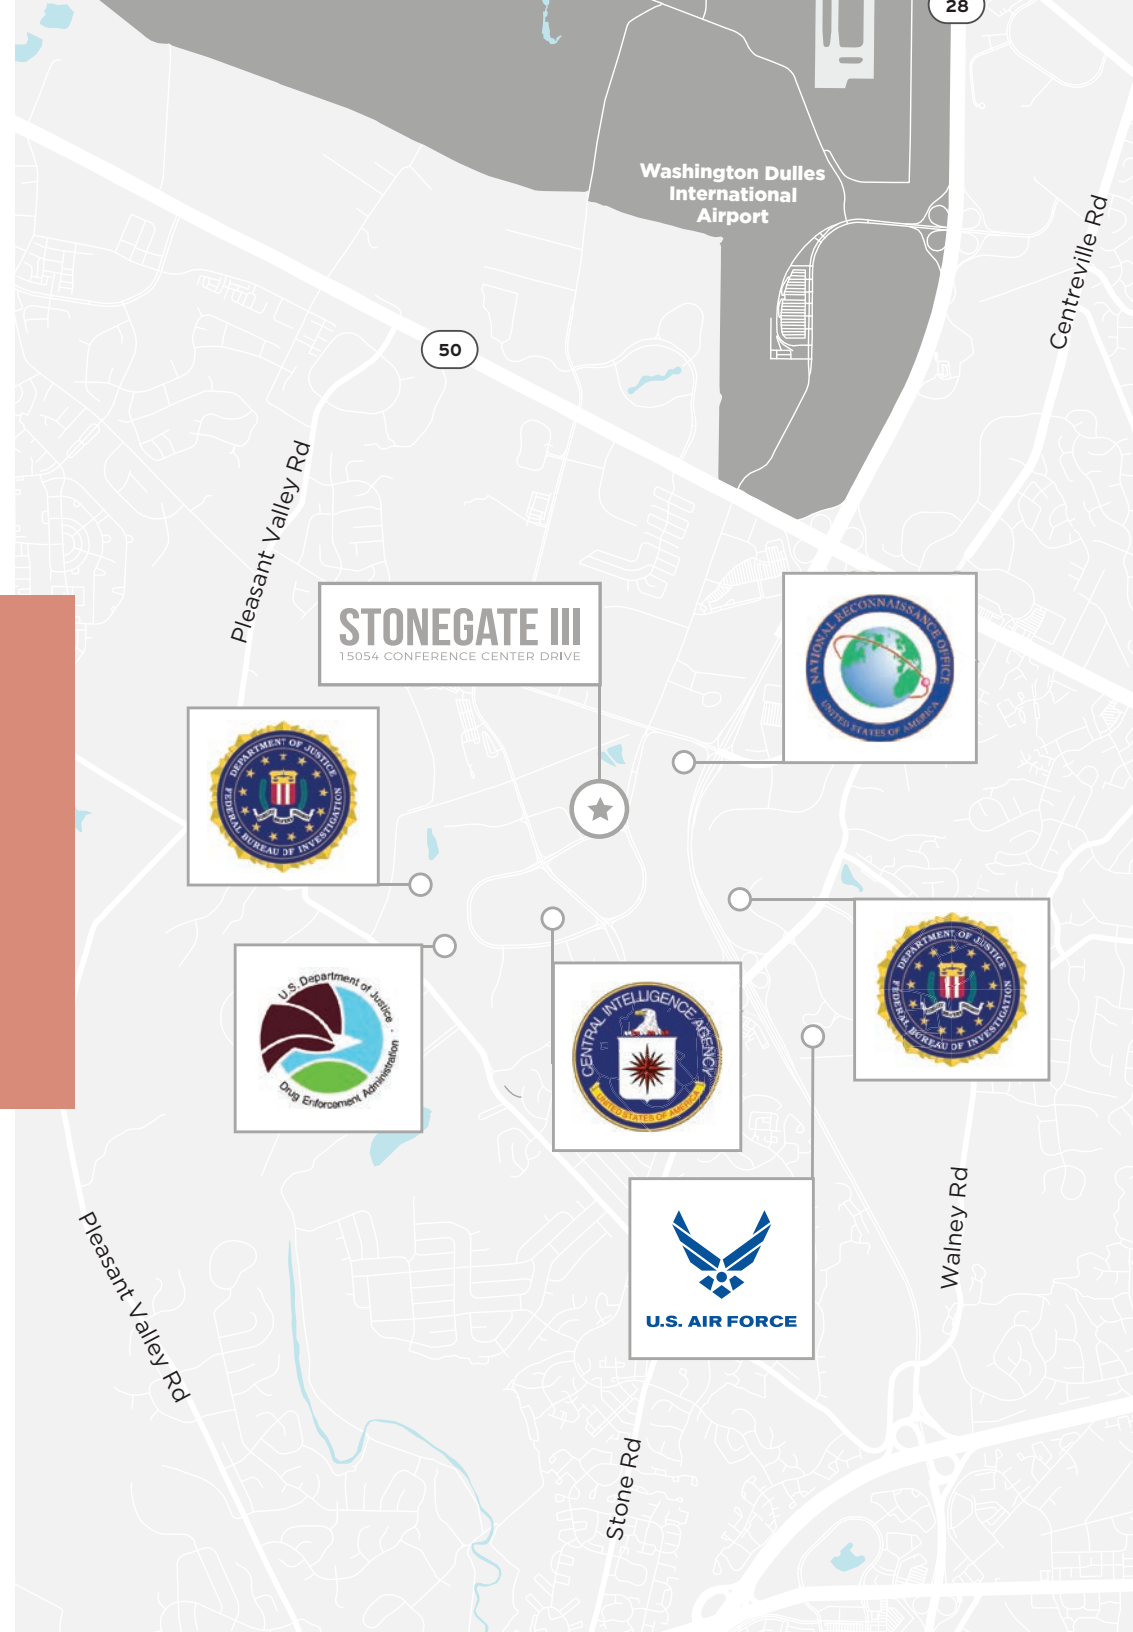 28
Washington Dulles
International
Airport
Centreville Rd
50
Pleasant Valley Rd
STONEGATE III
15054 CONFERENCE CENTER DRIVE
NATIONAL RECONNAISSANCE OFFICE
UNITED STATES OF AMERICA
DEPARTMENT OF JUSTICE
FEDERAL BUREAU OF INVESTIGATION
DEPARTMENT OF JUSTICE
FEDERAL BUREAU OF INVESTIGATION
U.S. Department of Justice
Drug Enforcement Administration
CENTRAL INTELLIGENCE AGENCY
UNITED STATES OF AMERICA
U.S. AIR FORCE
Walney Rd
Pleasant Valley Rd
Stone Rd